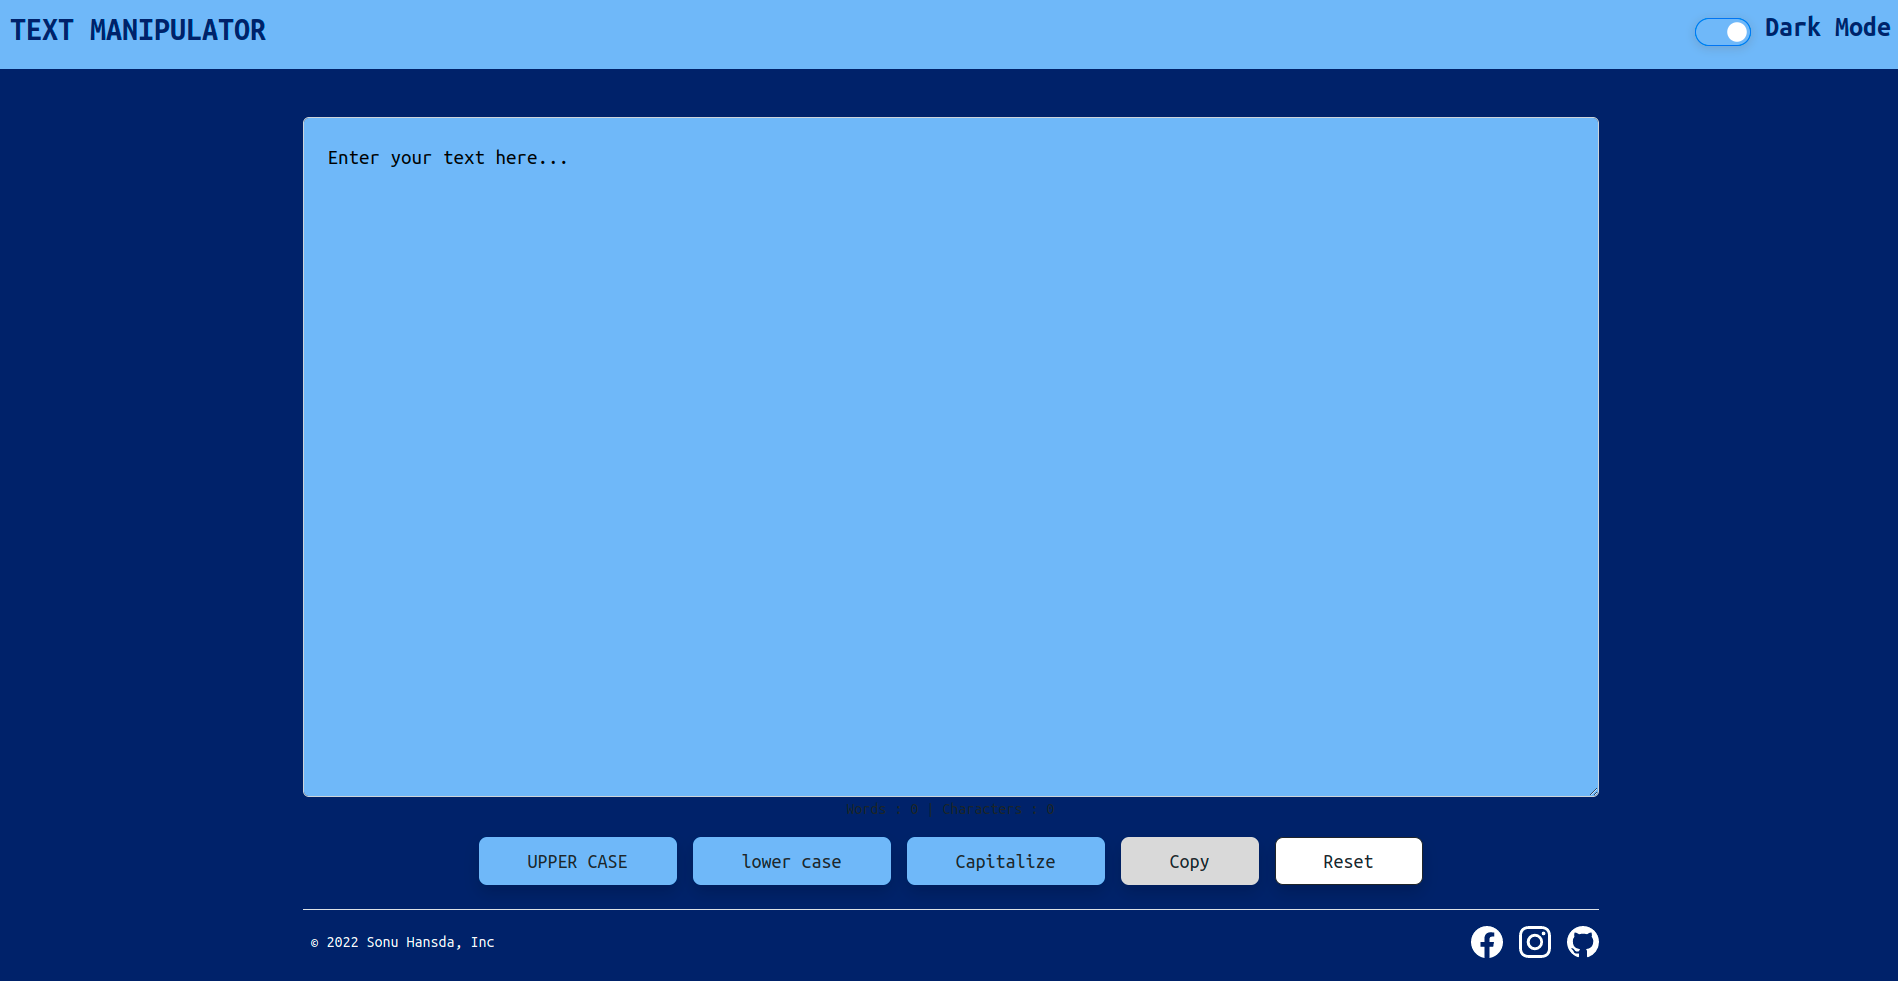 TEXT MANIPULATOR
Dark Mode
Enter your text here...
Words : 0 | Characters : 0
UPPER CASE
lower case
Capitalize
Copy
Reset
© 2022 Sonu Hansda, Inc